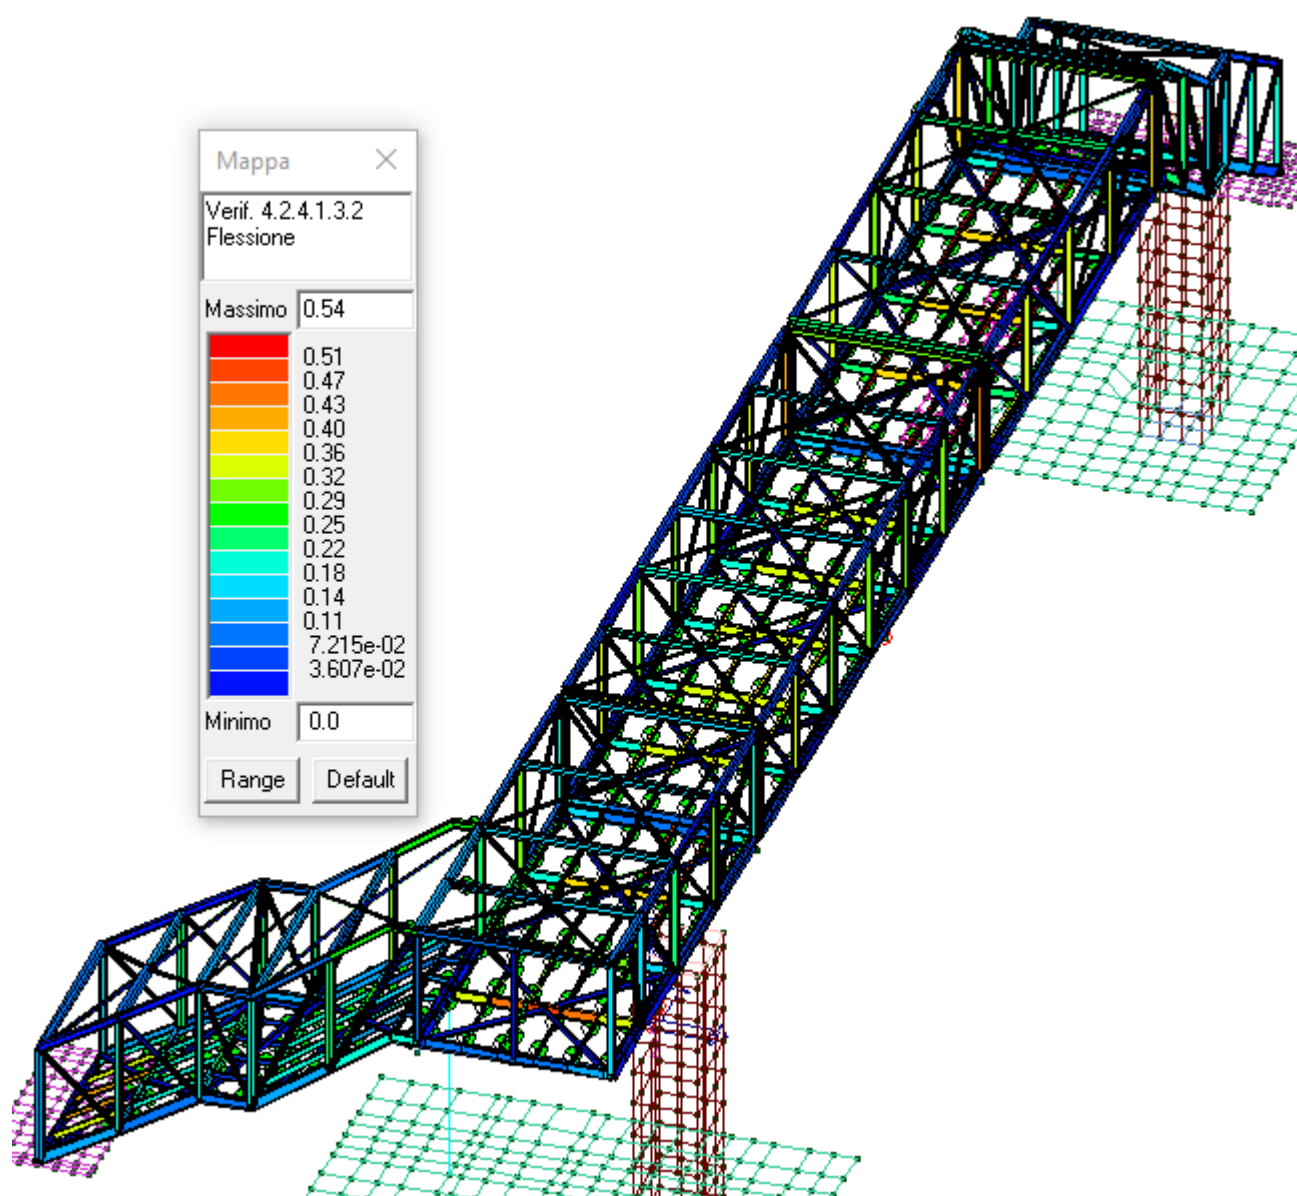 Mappa
Verif. 4.2.4.1.3.2
Flessione
Massimo 0.54
0.51
0.47
0.43
0.40
0.36
0.32
0.29
0.25
0.22
0.18
0.14
0.11
7.215e-02
3.607e-02
Minimo 0.0
Range Default